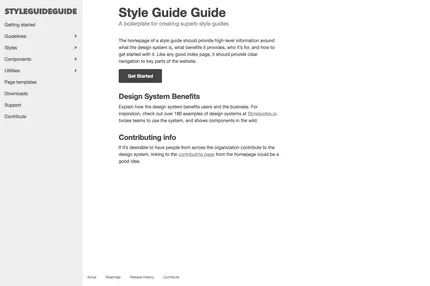 STYLEGUIDEGUIDE
Getting started
Guidelines
Styles
Components
Utilities
Page templates
Downloads
Support
Contribute
Style Guide Guide
A boilerplate for creating superb style guides
The homepage of a style guide should provide high-level information around
what the design system is, what benefits it provides, who it's for, and how to
get started with it. Like any good index page, it should provide clear
navigation to key parts of the website.
Get Started
Design System Benefits
Explain how the design system benefits users and the business. For
inspiration, check out over 160 examples of design systems at Styleguides.io.
teams to use the system, and shows components in the wild.
Contributing info
If it's desirable to have people from across the organization contribute to the
design system, linking to the contributing page from the homepage could be a
good idea.
About
Roadmap
Release History
Contribute